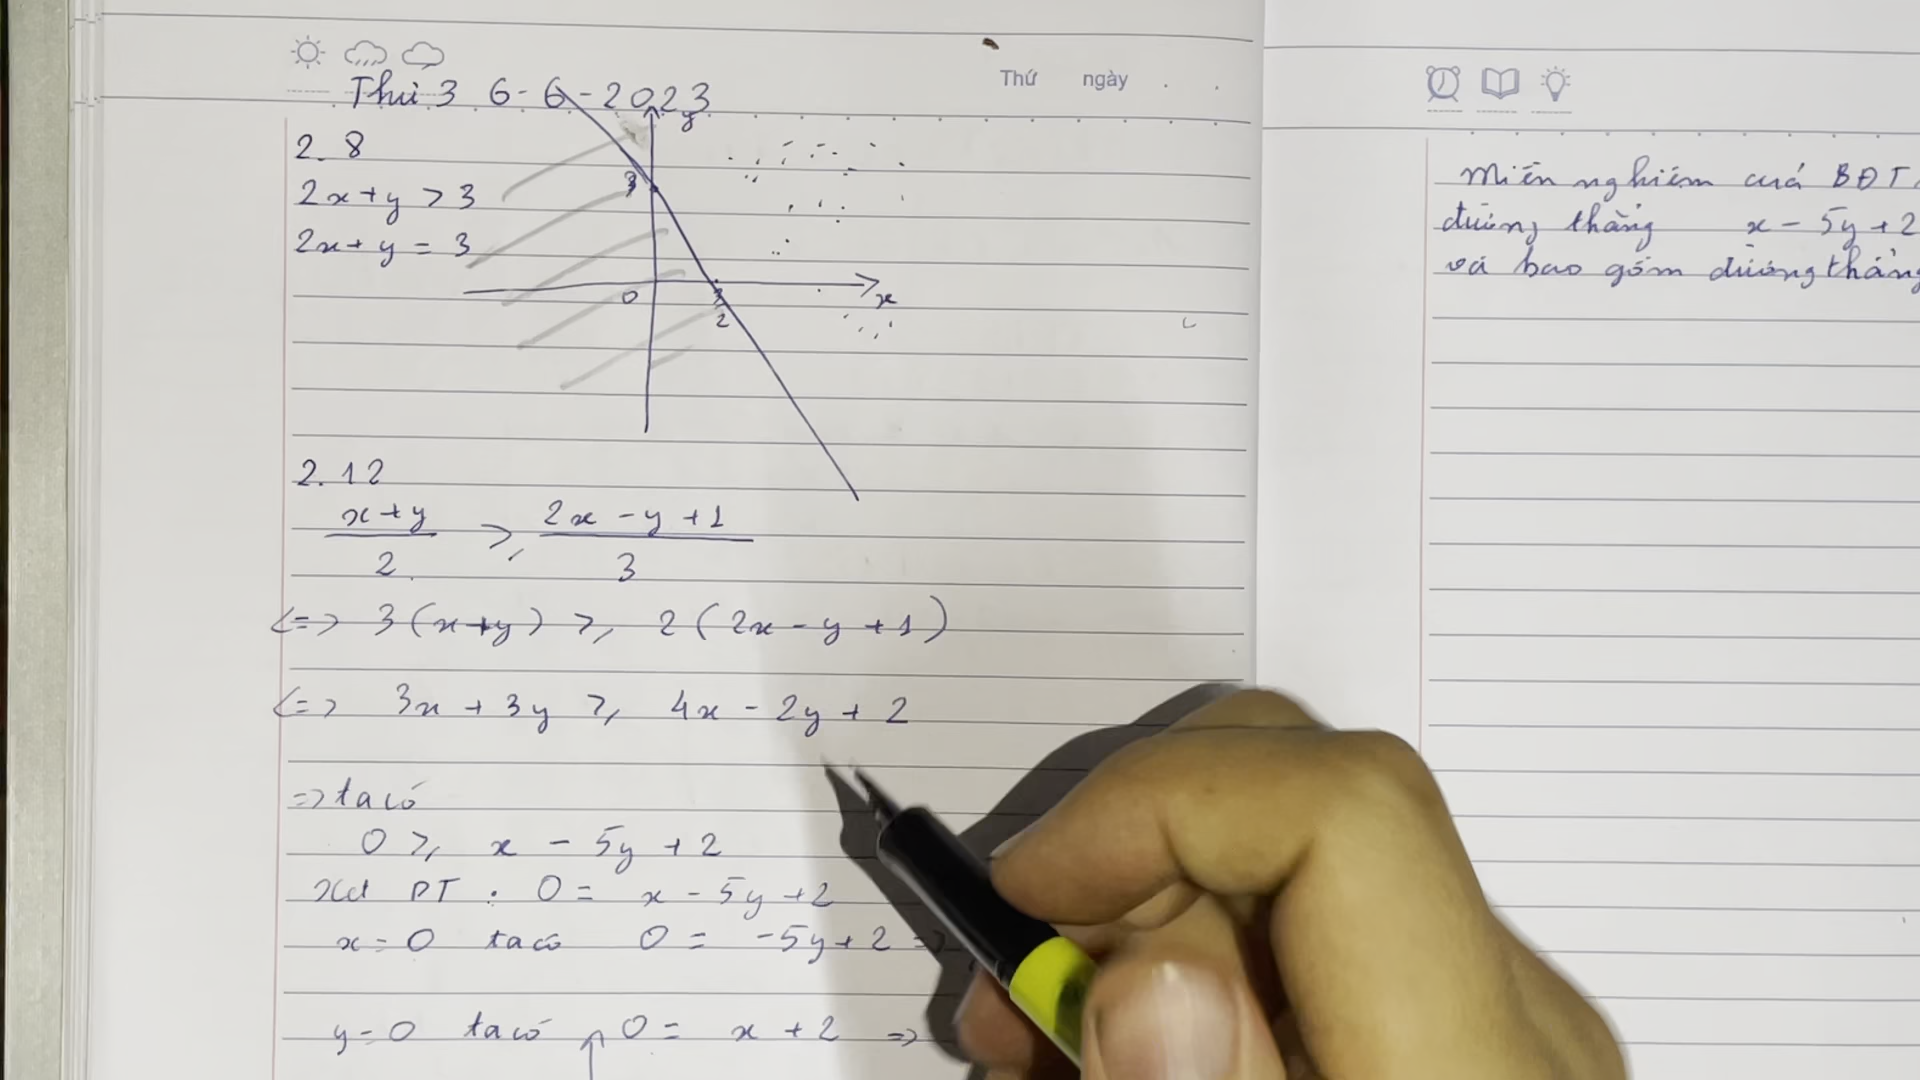 Thứ 3 6-6-2023
Thứ ngày . .
2.8
2x+y > 3
2x+y = 3
y
3
0
3
2
x
2.12
x+y ⩾ 2x-y+1
2 3
<=> 3(x+y) ⩾ 2(2x-y+1)
<=> 3x+3y ⩾ 4x-2y+2
=> ta có
0 ⩾ x-5y+2
Xét PT : 0 = x-5y+2
x=0 ta có 0 = -5y+2 =>
y=0 ta có 0 = x+2 =>
miền nghiệm của BĐT
đường thẳng x-5y+2
và bao gồm đường thẳng